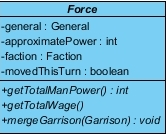 Force
-general : General
-approximatePower : int
-faction : Faction
-movedThisTurn : boolean
+getTotalManPower() : int
+getTotalWage()
+mergeGarrison(Garrison) : void